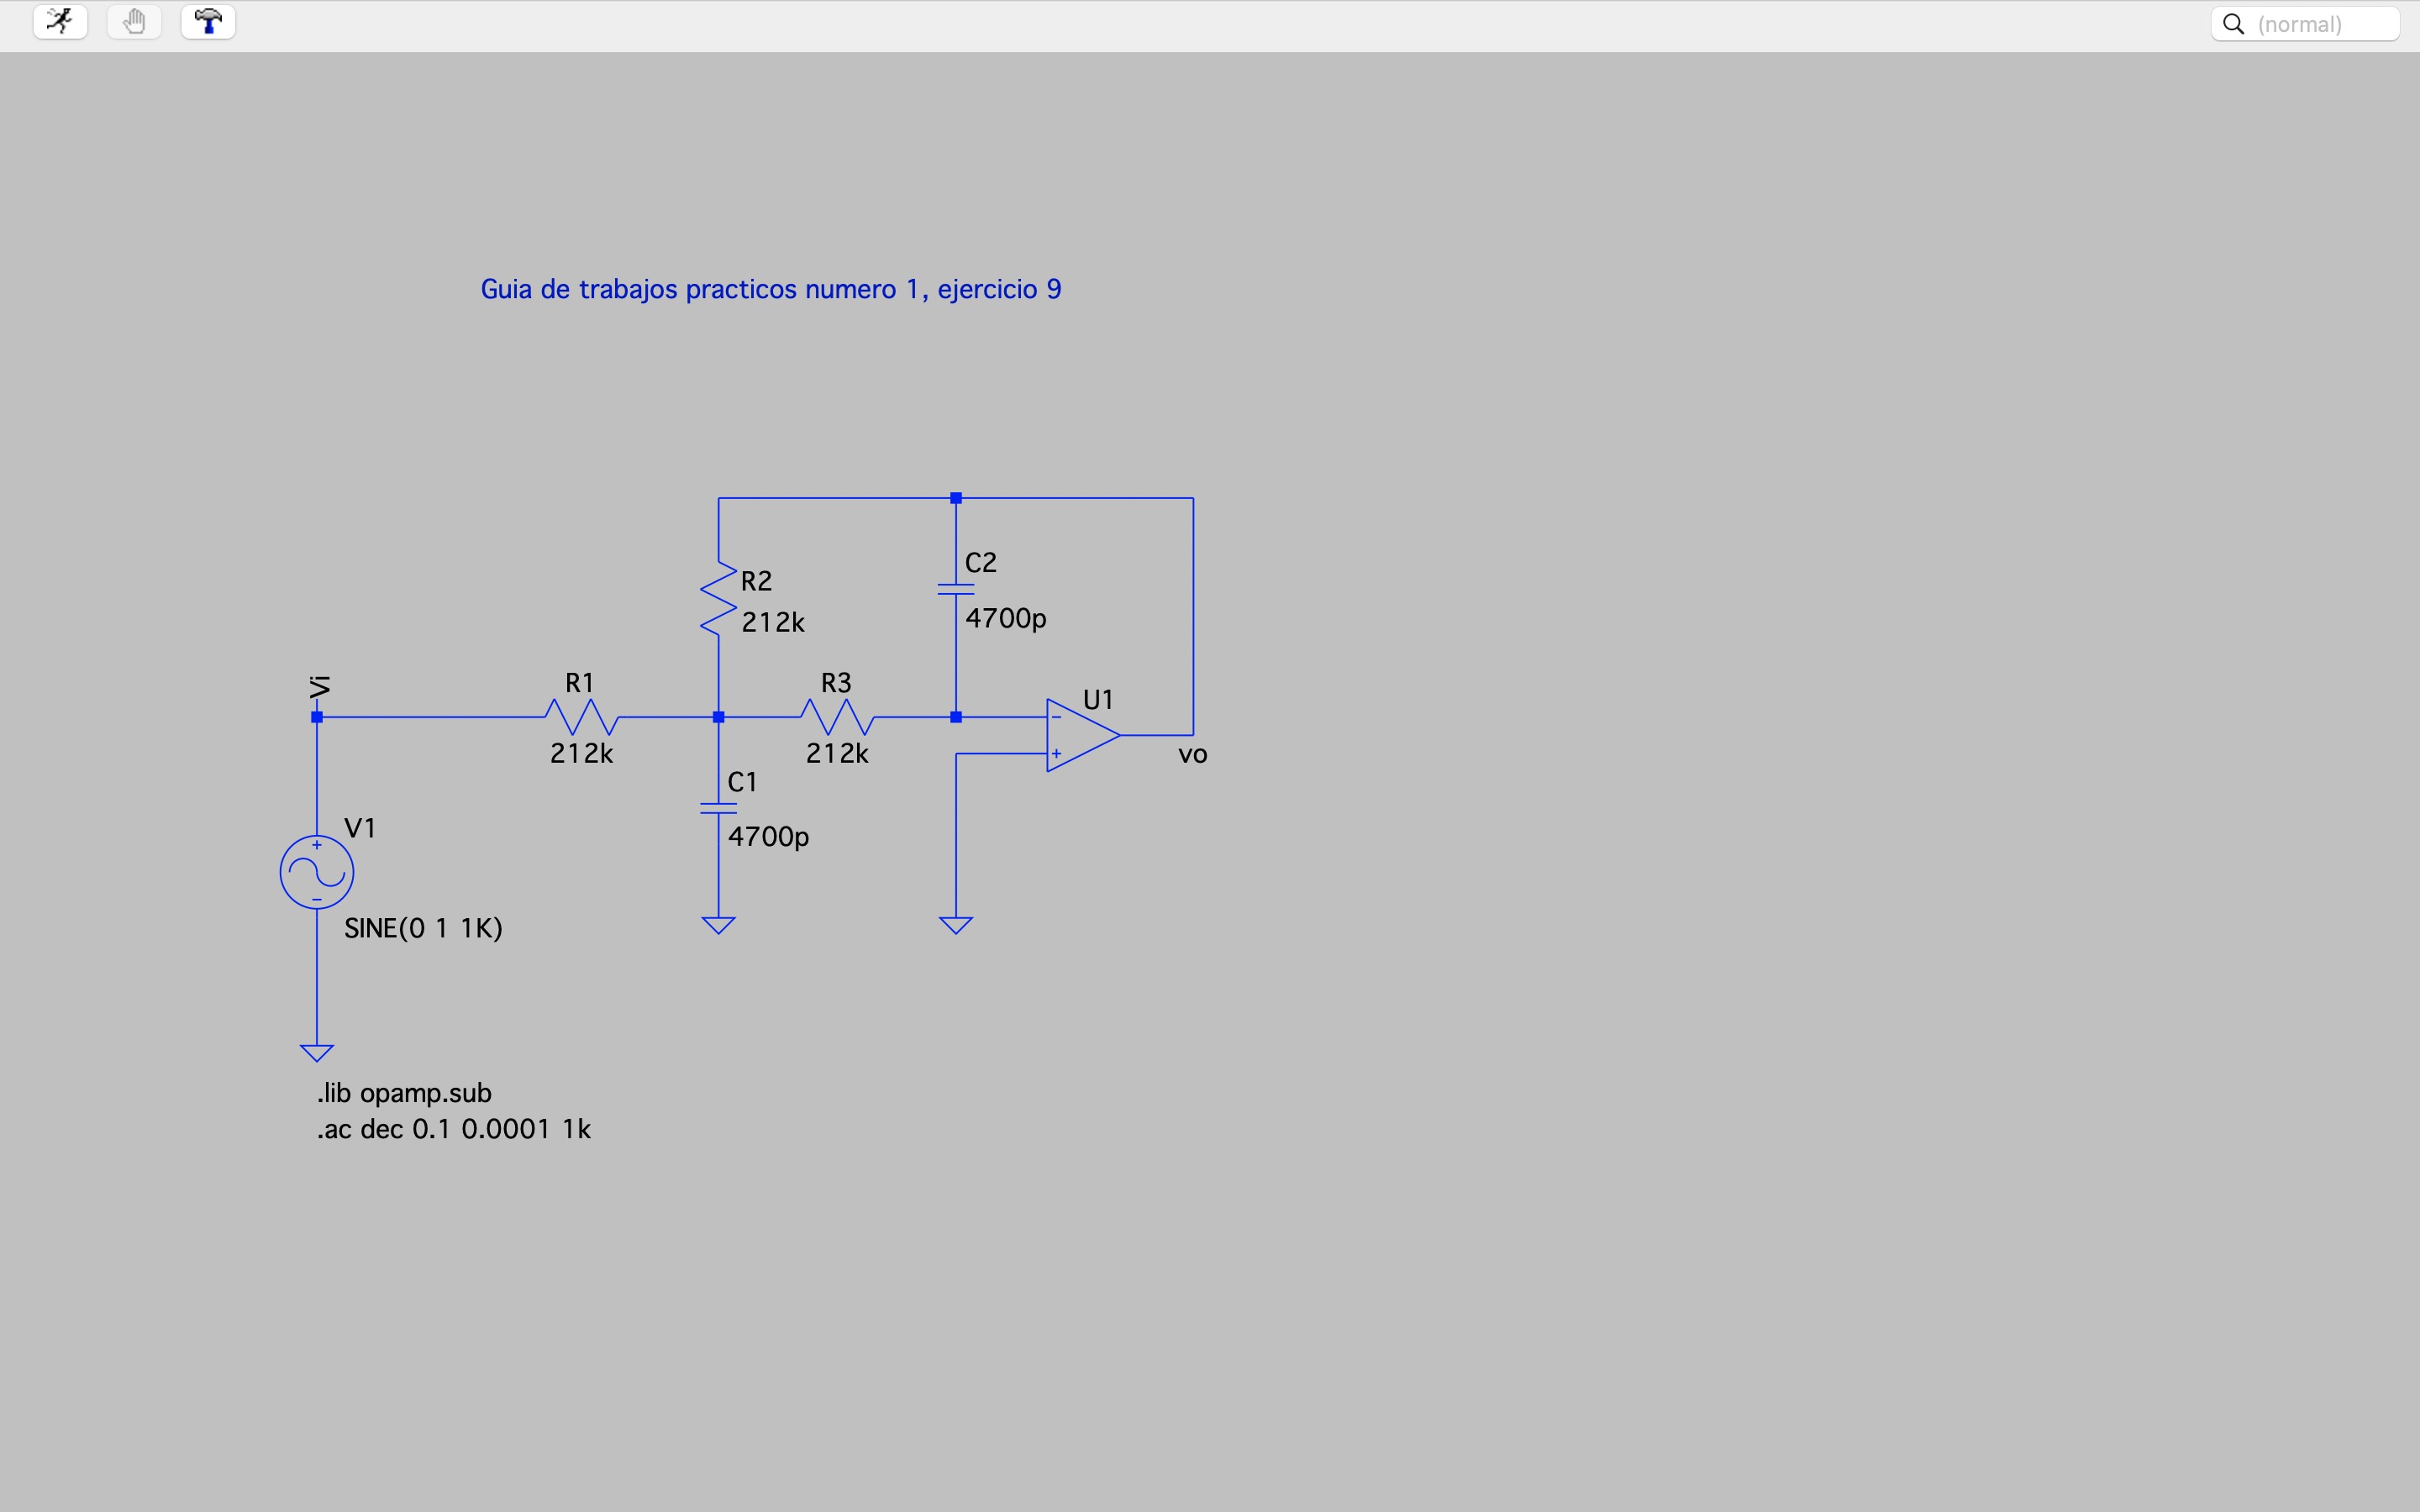 (normal)
Guia de trabajos practicos numero 1, ejercicio 9
C2
R2
4700p
212k
Vi
R1
R3
U1
−
212k
212k
+
vo
C1
V1
4700p
+
−
SINE(0 1 1K)
.lib opamp.sub
.ac dec 0.1 0.0001 1k